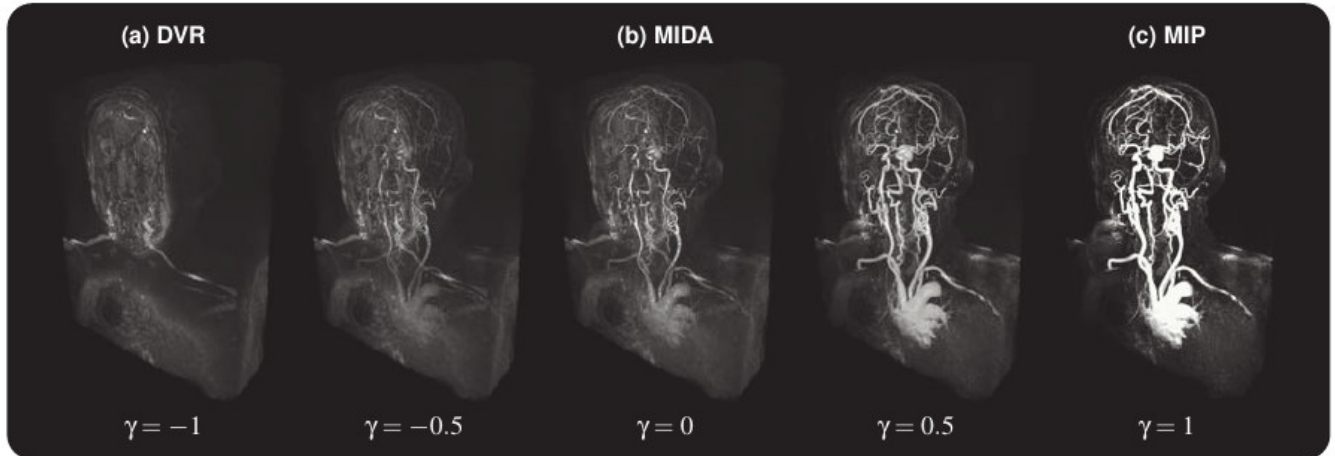 (a) DVR (b) MIDA (c) MIP
γ = −1 γ = −0.5 γ = 0 γ = 0.5 γ = 1